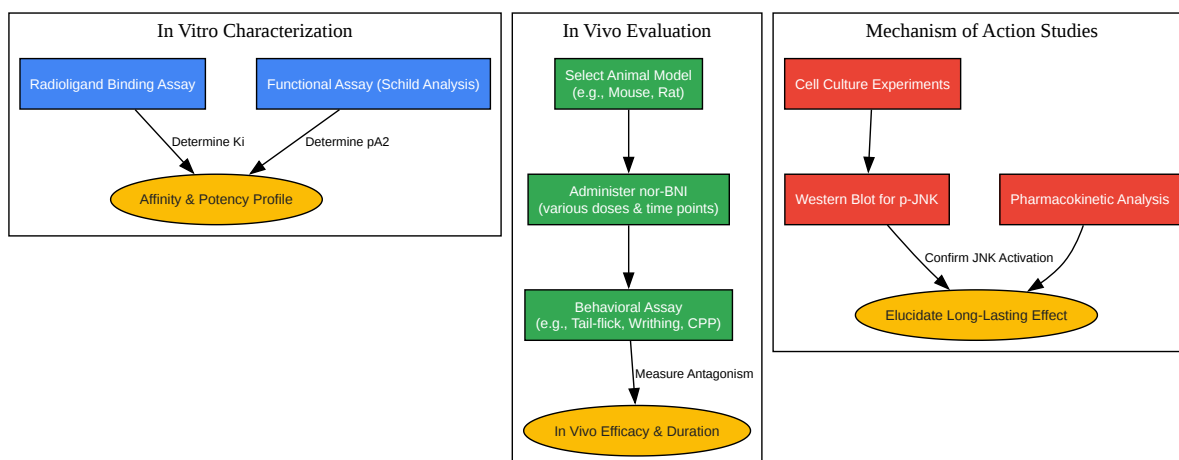 In Vitro Characterization
Radioligand Binding Assay
Functional Assay (Schild Analysis)
Determine Ki
Determine pA2
Affinity & Potency Profile
In Vivo Evaluation
Select Animal Model
(e.g., Mouse, Rat)
Administer nor-BNI
(various doses & time points)
Behavioral Assay
(e.g., Tail-flick, Writhing, CPP)
Measure Antagonism
In Vivo Efficacy & Duration
Mechanism of Action Studies
Cell Culture Experiments
Western Blot for p-JNK
Pharmacokinetic Analysis
Confirm JNK Activation
Elucidate Long-Lasting Effect